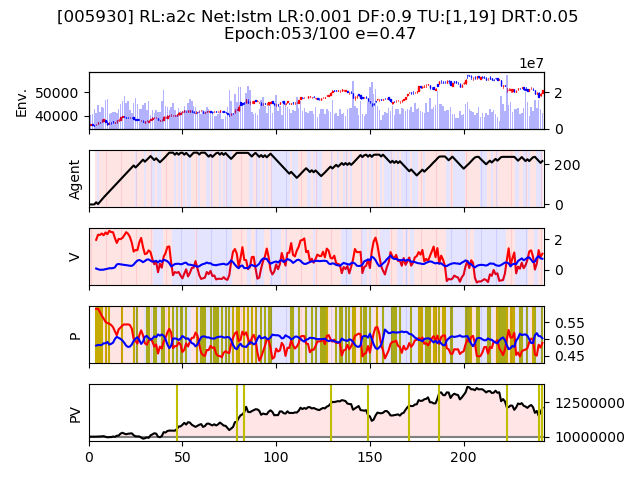 [005930] RL:a2c Net:lstm LR:0.001 DF:0.9 TU:[1,19] DRT:0.05
Epoch:053/100 e=0.47
1e7
Env.
50000
40000
2
0
Agent
200
0
V
2
0
P
0.55
0.50
0.45
PV
12500000
10000000
0 50 100 150 200